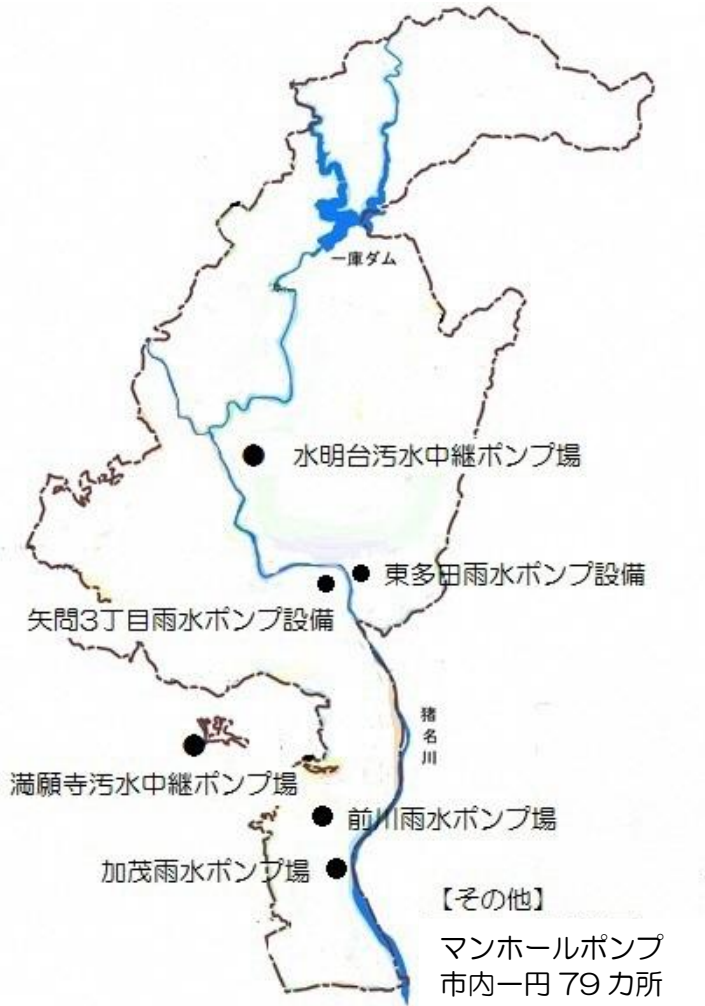 一庫ダム
水明台汚水中継ポンプ場
東多田雨水ポンプ設備
矢問3丁目雨水ポンプ設備
猪名川
満願寺汚水中継ポンプ場
前川雨水ポンプ場
加茂雨水ポンプ場
【その他】
マンホールポンプ
市内一円 79 カ所